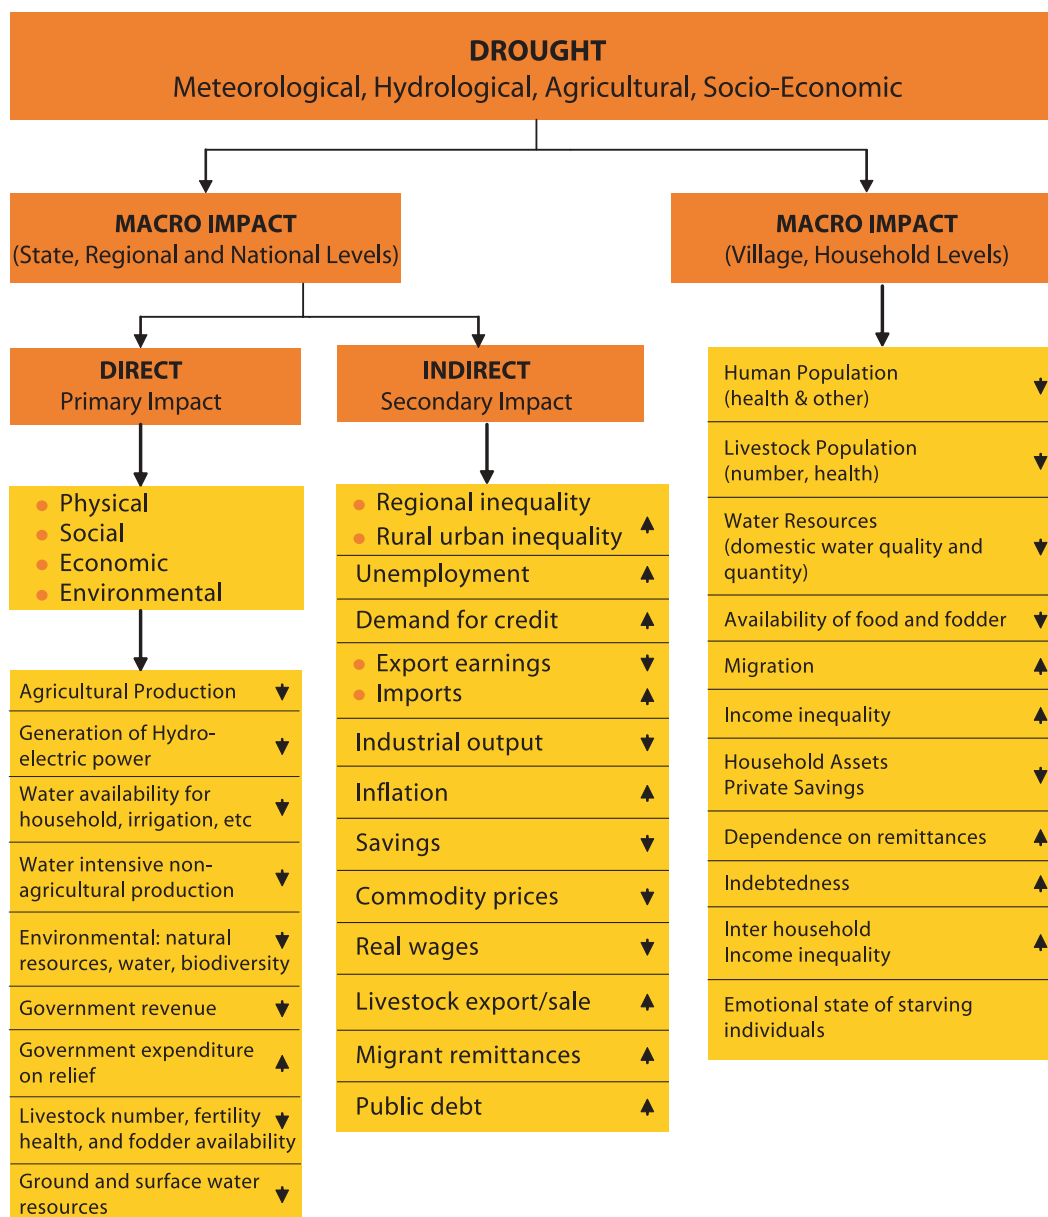 DROUGHT
Meteorological, Hydrological, Agricultural, Socio-Economic
MACRO IMPACT
(State, Regional and National Levels)
MACRO IMPACT
(Village, Household Levels)
DIRECT
Primary Impact
INDIRECT
Secondary Impact
Physical
Social
Economic
Environmental
Agricultural Production
Generation of Hydro-
electric power
Water availability for
household, irrigation, etc
Water intensive non-
agricultural production
Environmental: natural
resources, water, biodiversity
Government revenue
Government expenditure
on relief
Livestock number, fertility
health, and fodder availability
Ground and surface water
resources
Regional inequality
Rural urban inequality
Unemployment
Demand for credit
Export earnings
Imports
Industrial output
Inflation
Savings
Commodity prices
Real wages
Livestock export/sale
Migrant remittances
Public debt
Human Population
(health & other)
Livestock Population
(number, health)
Water Resources
(domestic water quality and
quantity)
Availability of food and fodder
Migration
Income inequality
Household Assets
Private Savings
Dependence on remittances
Indebtedness
Inter household
Income inequality
Emotional state of starving
individuals